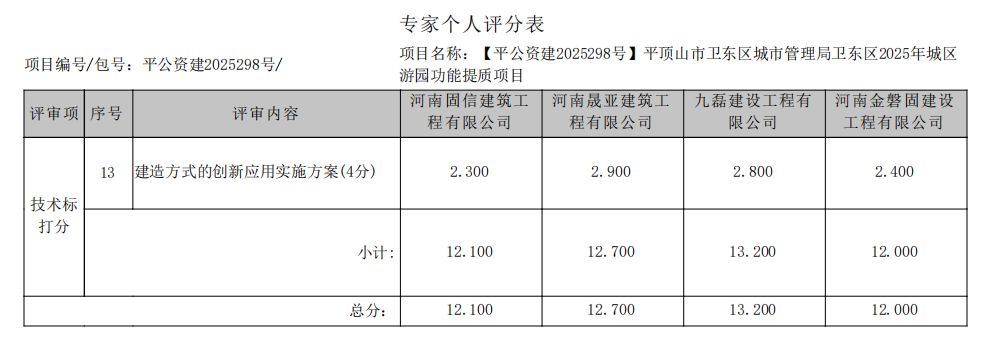 专家个人评分表
项目编号/包号: 平公资建2025298号/
项目名称: 【平公资建2025298号】平顶山市卫东区城市管理局卫东区2025年城区
游园功能提质项目
评审项 序号 评审内容 河南固信建筑工 河南晟亚建筑工 九磊建设工程有 河南金磐固建设
程有限公司 程有限公司 限公司 工程有限公司
13 建造方式的创新应用实施方案(4分) 2.300 2.900 2.800 2.400
技术标
打分
小计: 12.100 12.700 13.200 12.000
总分: 12.100 12.700 13.200 12.000